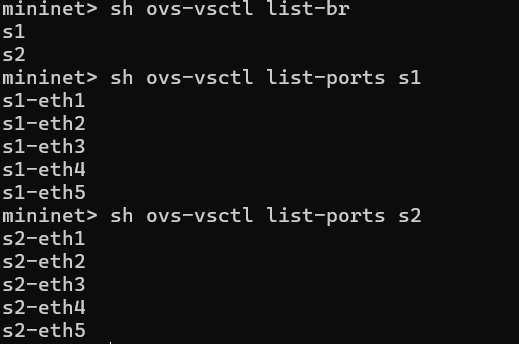 mininet> sh ovs-vsctl list-br
s1
s2
mininet> sh ovs-vsctl list-ports s1
s1-eth1
s1-eth2
s1-eth3
s1-eth4
s1-eth5
mininet> sh ovs-vsctl list-ports s2
s2-eth1
s2-eth2
s2-eth3
s2-eth4
s2-eth5